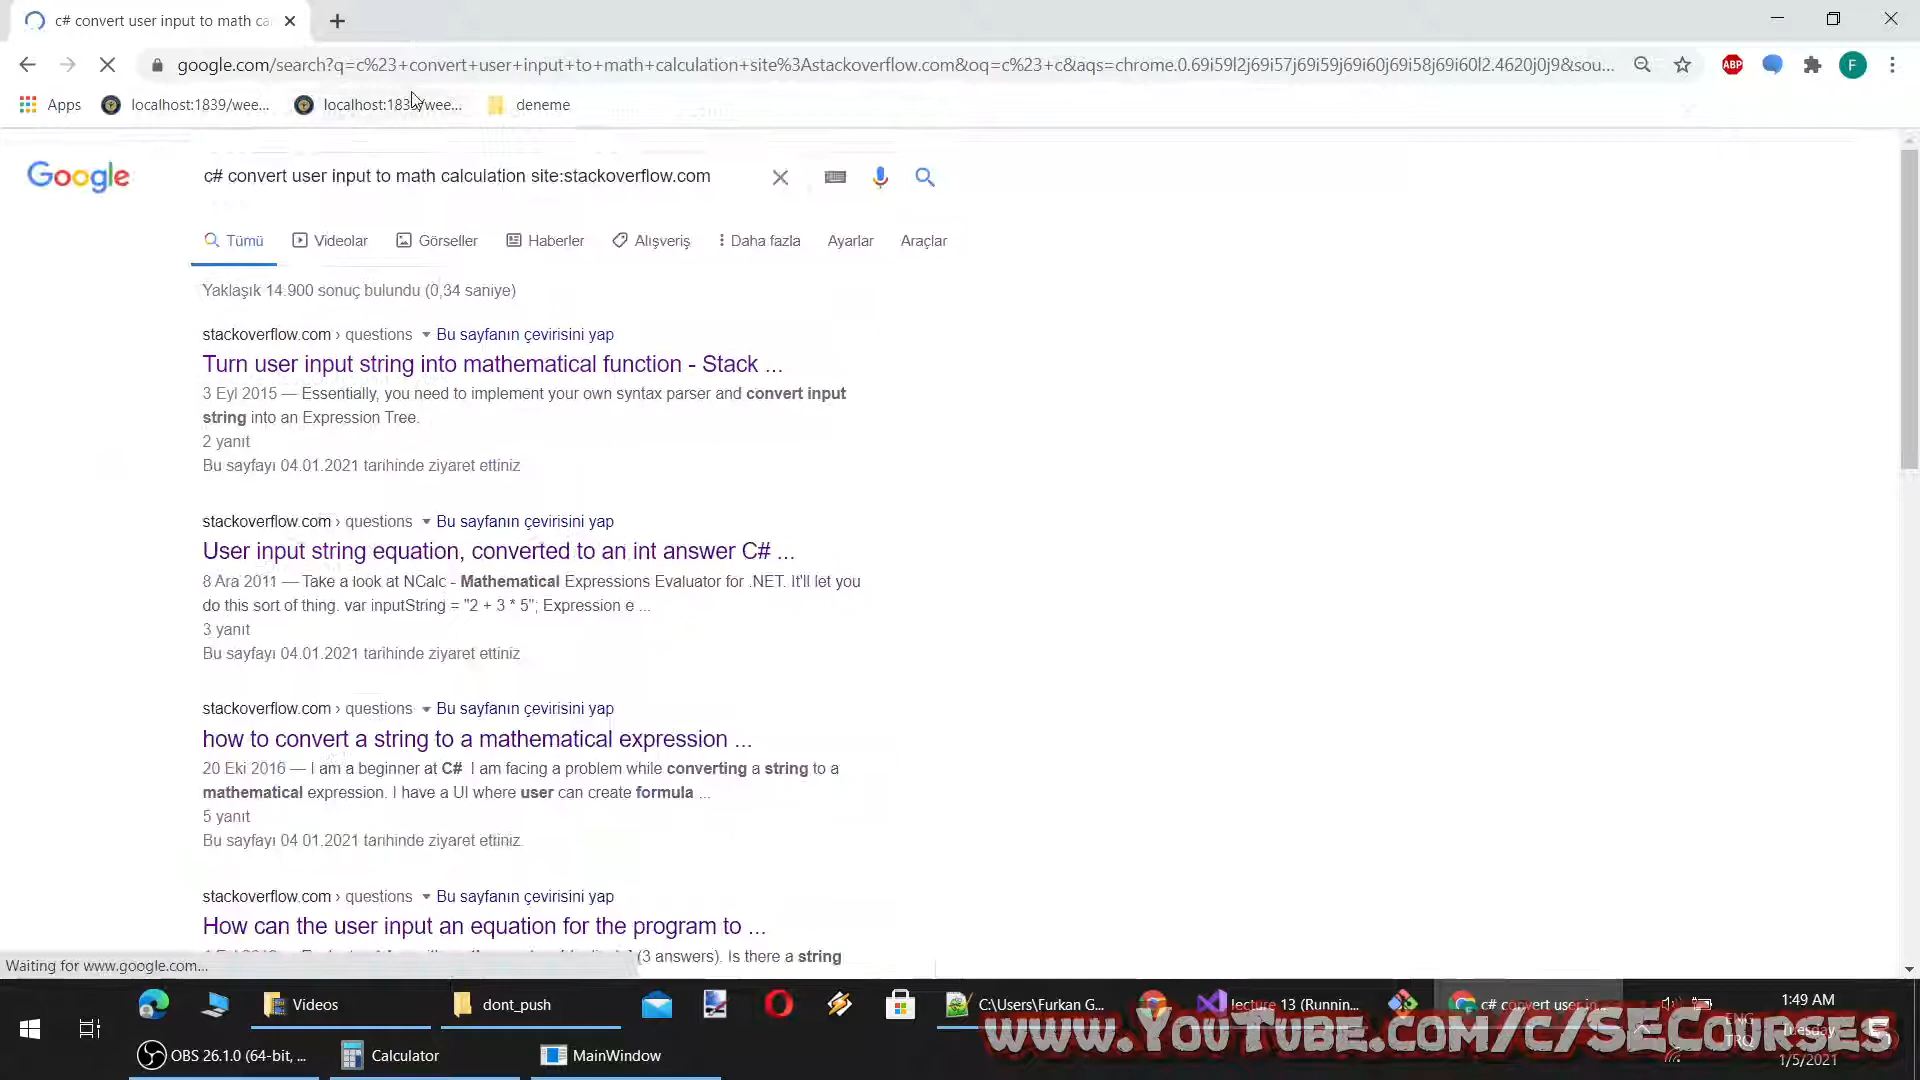 c# convert user input to math ca
google.com/search?q=c%23+convert+user+input+to+math+calculation+site%3Astackoverflow.com&oq=c%23+c&aqs=chrome.0.69i59l2j69i57j69i59j69i60j69i58j69i60l2.4620j0j9&sou...
ABP
F
Apps
localhost:1839/wee...
localhost:1839/wee...
deneme
Google
c# convert user input to math calculation site:stackoverflow.com
Tümü
Videolar
Görseller
Haberler
Alışveriş
Daha fazla
Ayarlar
Araçlar
Yaklaşık 14.900 sonuç bulundu (0,34 saniye)
stackoverflow.com › questions
Bu sayfanın çevirisini yap
Turn user input string into mathematical function - Stack ...
3 Eyl 2015 — Essentially, you need to implement your own syntax parser and convert input
string into an Expression Tree.
2 yanıt
Bu sayfayı 04.01.2021 tarihinde ziyaret ettiniz
stackoverflow.com › questions
Bu sayfanın çevirisini yap
User input string equation, converted to an int answer C# ...
8 Ara 2011 — Take a look at NCalc - Mathematical Expressions Evaluator for .NET. It'll let you
do this sort of thing. var inputString = "2 + 3 * 5"; Expression e ...
3 yanıt
Bu sayfayı 04.01.2021 tarihinde ziyaret ettiniz
stackoverflow.com › questions
Bu sayfanın çevirisini yap
how to convert a string to a mathematical expression ...
20 Eki 2016 — I am a beginner at C# I am facing a problem while converting a string to a
mathematical expression. I have a UI where user can create formula ...
5 yanıt
Bu sayfayı 04.01.2021 tarihinde ziyaret ettiniz.
stackoverflow.com › questions
Bu sayfanın çevirisini yap
How can the user input an equation for the program to ...
(3 answers). Is there a string
Waiting for www.google.com...
Videos
dont_push
C:\Users\Furkan G...
lecture 13 (Runnin...
c# convert user in...
1:49 AM
ENG
Tuesday
TRQ
1/5/2021
OBS 26.1.0 (64-bit, ...
Calculator
MainWindow
www.YouTube.com/c/SECourses